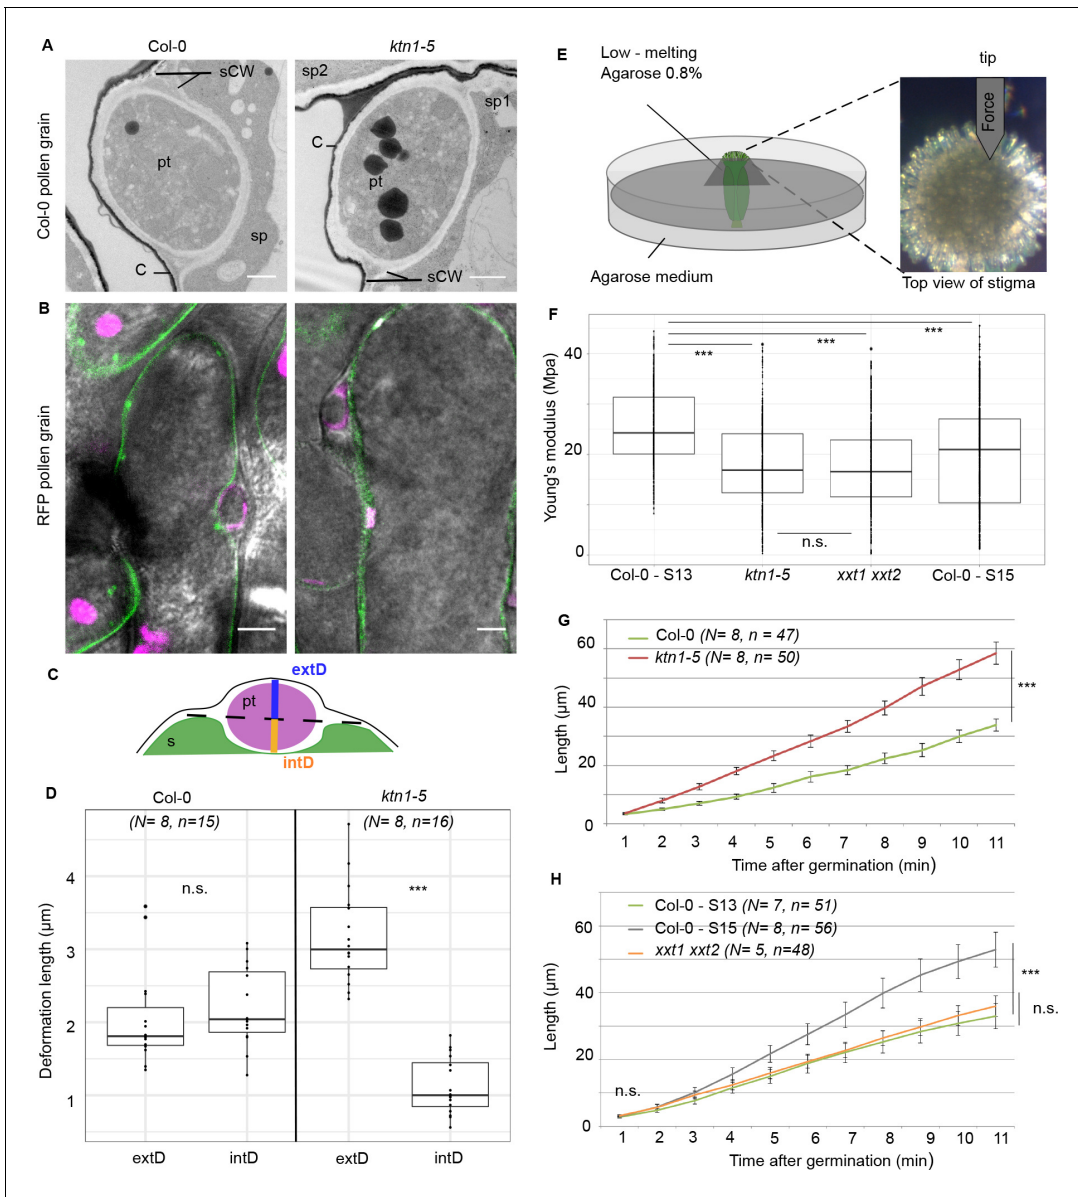 A
Col-0
ktn1-5
Col-0 pollen grain
sCW
pt
sp
C
sp2
sp1
C
pt
sCW
B
RFP pollen grain
C
extD
pt
s
intD
D
Col-0
(N= 8, n=15)
ktn1-5
(N= 8, n=16)
Deformation length (µm)
4
3
2
1
n.s.
***
extD
intD
extD
intD
E
Low - melting
Agarose 0.8%
tip
Force
Agarose medium
Top view of stigma
F
Young's modulus (Mpa)
40
20
0
***
***
***
n.s.
Col-0 - S13
ktn1-5
xxt1 xxt2
Col-0 - S15
G
Length (µm)
60
40
20
0
Col-0 (N= 8, n = 47)
ktn1-5 (N= 8, n= 50)
***
1 2 3 4 5 6 7 8 9 10 11
Time after germination (min)
H
Length (µm)
60
40
20
0
Col-0 - S13 (N= 7, n= 51)
Col-0 - S15 (N= 8, n= 56)
xxt1 xxt2 (N= 5, n=48)
***
n.s.
n.s.
1 2 3 4 5 6 7 8 9 10 11
Time after germination (min)